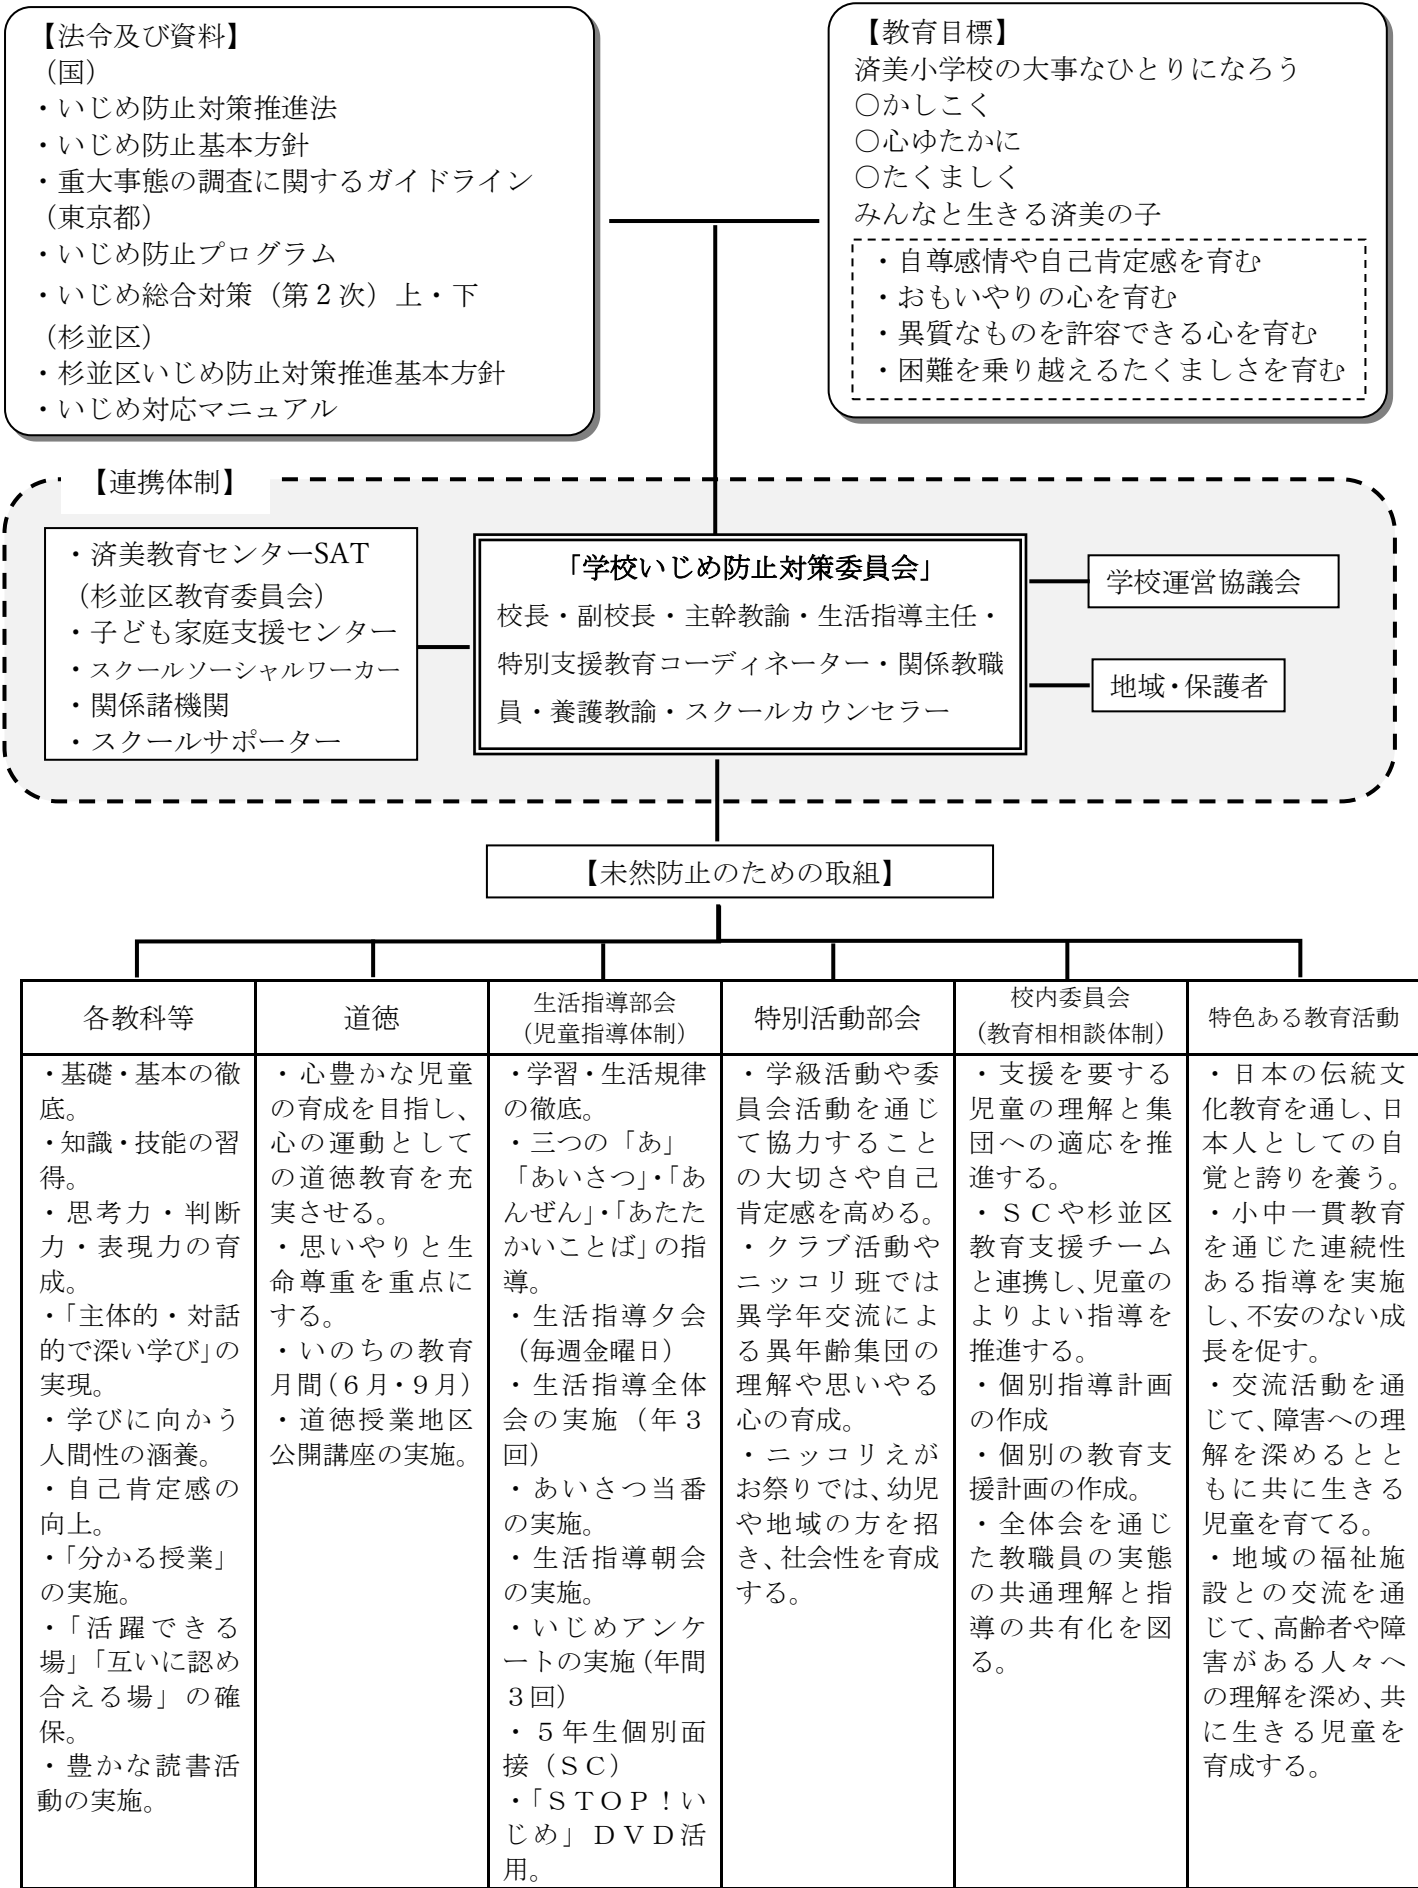 【法令及び資料】
（国）
・いじめ防止対策推進法
・いじめ防止基本方針
・重大事態の調査に関するガイドライン
（東京都）
・いじめ防止プログラム
・いじめ総合対策（第２次）上・下
（杉並区）
・杉並区いじめ防止対策推進基本方針
・いじめ対応マニュアル
【教育目標】
済美小学校の大事なひとりになろう
○かしこく
○心ゆたかに
○たくましく
みんなと生きる済美の子
・自尊感情や自己肯定感を育む
・おもいやりの心を育む
・異質なものを許容できる心を育む
・困難を乗り越えるたくましさを育む
【連携体制】
・済美教育センターSAT
（杉並区教育委員会）
・子ども家庭支援センター
・スクールソーシャルワーカー
・関係諸機関
・スクールサポーター
「学校いじめ防止対策委員会」
校長・副校長・主幹教諭・生活指導主任・
特別支援教育コーディネーター・関係教職
員・養護教諭・スクールカウンセラー
学校運営協議会
地域・保護者
【未然防止のための取組】
各教科等
・基礎・基本の徹
底。
・知識・技能の習
得。
・思考力・判断
力・表現力の育
成。
・「主体的・対話
的で深い学び」の
実現。
・学びに向かう
人間性の涵養。
・自己肯定感の
向上。
・「分かる授業」
の実施。
・「活躍できる
場」「互いに認め
合える場」の確
保。
・豊かな読書活
動の実施。
道徳
・心豊かな児童
の育成を目指し、
心の運動として
の道徳教育を充
実させる。
・思いやりと生
命尊重を重点に
する。
・いのちの教育
月間（６月・９月）
・道徳授業地区
公開講座の実施。
生活指導部会
（児童指導体制）
・学習・生活規律
の徹底。
・三つの「あ」
「あいさつ」・「あ
んぜん」・「あたた
かいことば」の指
導。
・生活指導夕会
（毎週金曜日）
・生活指導全体
会の実施（年３
回）
・あいさつ当番
の実施。
・生活指導朝会
の実施。
・いじめアンケ
ートの実施（年間
３回）
・５年生個別面
接（ＳＣ）
・「ＳＴＯＰ！い
じめ」ＤＶＤ活
用。
特別活動部会
・学級活動や委
員会活動を通じ
て協力すること
の大切さや自己
肯定感を高める。
・クラブ活動や
ニッコリ班では
異学年交流によ
る異年齢集団の
理解や思いやる
心の育成。
・ニッコリえが
お祭りでは、幼児
や地域の方を招
き、社会性を育成
する。
校内委員会
（教育相相談体制）
・支援を要する
児童の理解と集
団への適応を推
進する。
・ＳＣや杉並区
教育支援チーム
と連携し、児童の
よりよい指導を
推進する。
・個別指導計画
の作成
・個別の教育支
援計画の作成。
・全体会を通じ
た教職員の実態
の共通理解と指
導の共有化を図
る。
特色ある教育活動
・日本の伝統文
化教育を通し、日
本人としての自
覚と誇りを養う。
・小中一貫教育
を通じた連続性
ある指導を実施
し、不安のない成
長を促す。
・交流活動を通
じて、障害への理
解を深めるとと
もに共に生きる
児童を育てる。
・地域の福祉施
設との交流を通
じて、高齢者や障
害がある人々へ
の理解を深め、共
に生きる児童を
育成する。